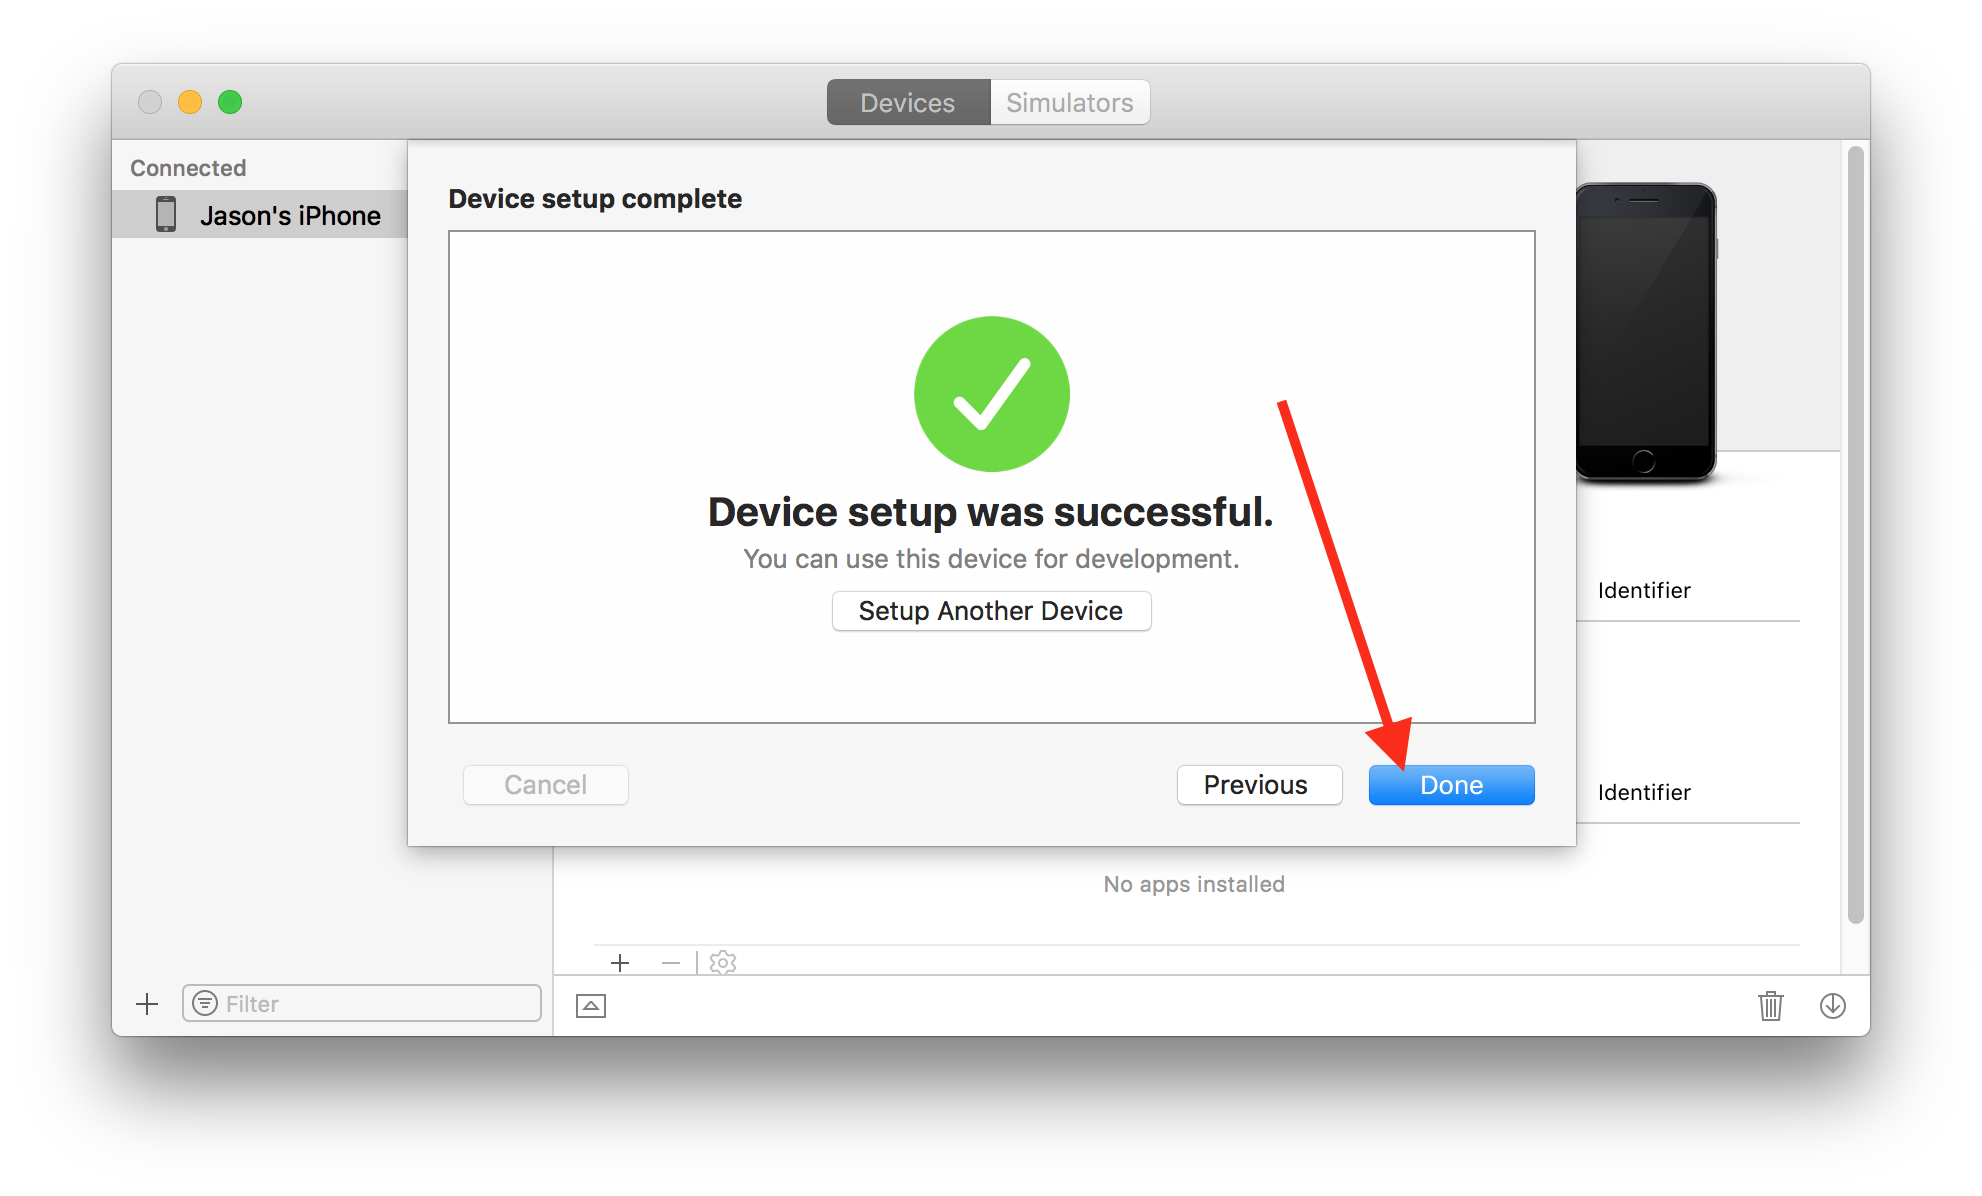 Devices
Simulators
Connected
Jason's iPhone
Device setup complete
Device setup was successful.
You can use this device for development.
Setup Another Device
Cancel
Previous
Done
Identifier
Identifier
No apps installed
Filter